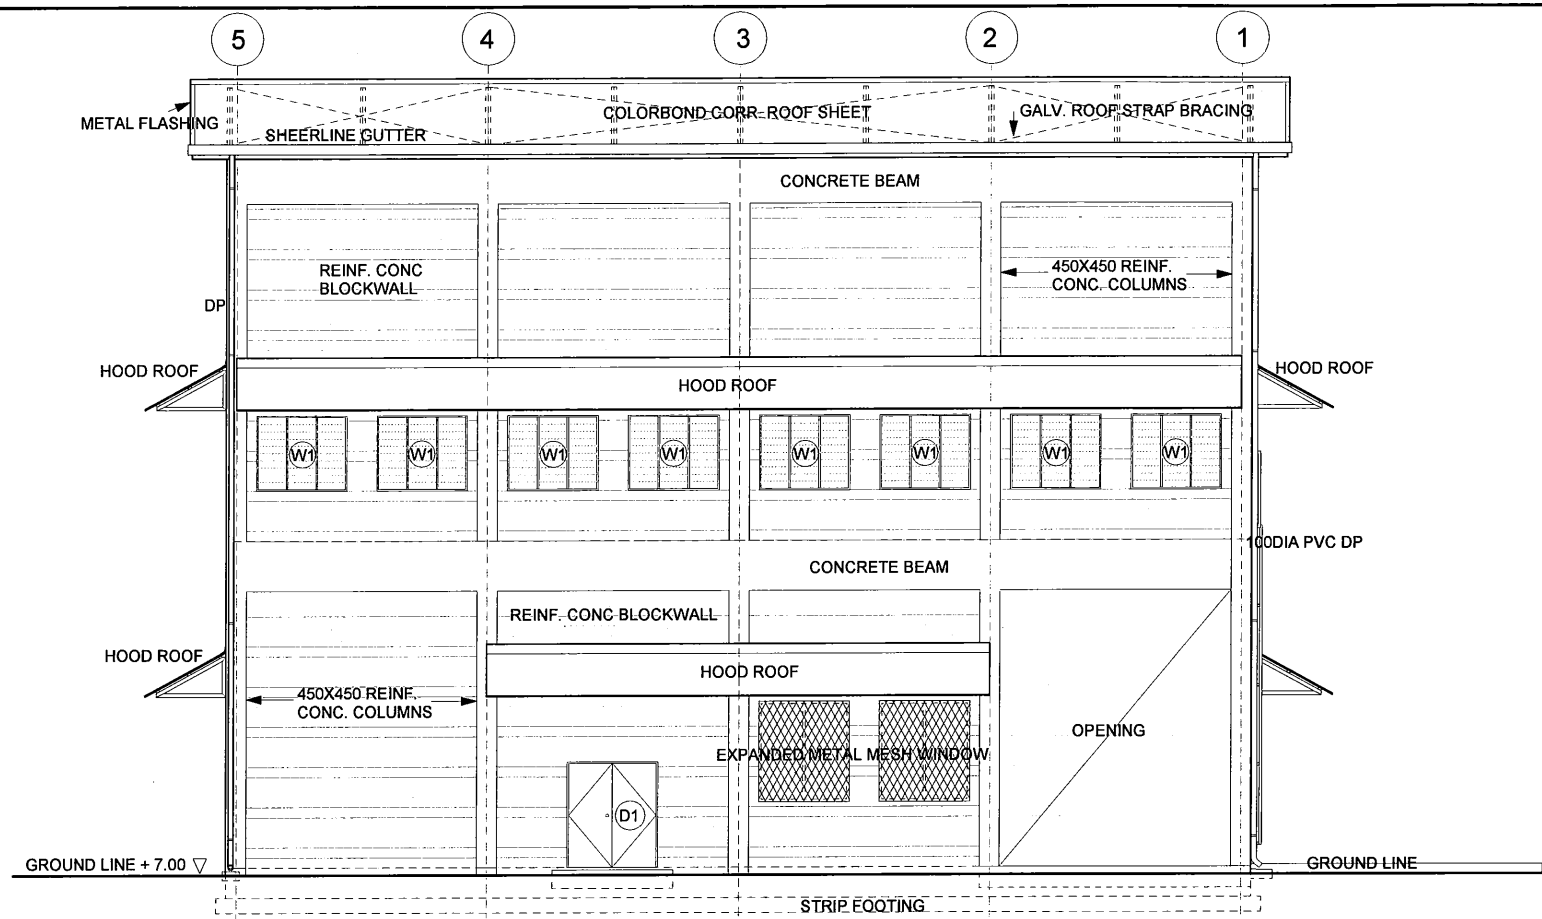 5
4
3
2
1
METAL FLASHING
SHEERLINE GUTTER
COLORBOND CORR. ROOF SHEET
GALV. ROOF STRAP BRACING
CONCRETE BEAM
REINF. CONC
BLOCKWALL
450X450 REINF.
CONC. COLUMNS
DP
HOOD ROOF
HOOD ROOF
HOOD ROOF
W1
W1
W1
W1
W1
W1
W1
W1
100DIA PVC DP
CONCRETE BEAM
REINF. CONC BLOCKWALL
HOOD ROOF
HOOD ROOF
450X450 REINF.
CONC. COLUMNS
EXPANDED METAL MESH WINDOW
OPENING
D1
GROUND LINE + 7.00
GROUND LINE
STRIP FOOTING